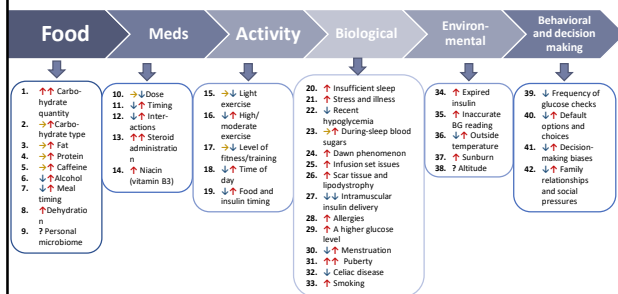 Food
Meds
Activity
Biological
Environ-
mental
Behavioral
and decision
making
1. ↑↑ Carbo-
hydrate
quantity
2. →↑ Carbo-
hydrate type
3. →↑ Fat
4. →↑ Protein
5. →↑ Caffeine
6. ↓↑ Alcohol
7. ↓↑ Meal
timing
8. ↑ Dehydratio
n
9. ? Personal
microbiome
10. →↓ Dose
11. ↓↑ Timing
12. ↓↑ Inter-
actions
13. ↑↑ Steroid
administratio
n
14. ↑ Niacin
(vitamin B3)
15. →↓ Light
exercise
16. ↓↑ High/
moderate
exercise
17. →↓ Level of
fitness/training
18. ↓↑ Time of
day
19. ↓↑ Food and
insulin timing
20. ↑ Insufficient sleep
21. ↑ Stress and illness
22. ↓ Recent
hypoglycemia
23. →↑ During-sleep blood
sugars
24. ↑ Dawn phenomenon
25. ↑ Infusion set issues
26. ↑ Scar tissue and
lipodystrophy
27. ↓↓ Intramuscular
insulin delivery
28. ↑ Allergies
29. ↑ A higher glucose
level
30. ↓↑ Menstruation
31. ↑↑ Puberty
32. ↓ Celiac disease
33. ↑ Smoking
34. ↑ Expired
insulin
35. ↑ Inaccurate
BG reading
36. ↓↑ Outside
temperature
37. ↑ Sunburn
38. ? Altitude
39. ↓ Frequency of
glucose checks
40. ↓↑ Default
options and
choices
41. ↓↑ Decision-
making biases
42. ↓↑ Family
relationships
and social
pressures